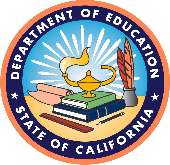 DEPARTMENT OF EDUCATION
STATE OF CALIFORNIA